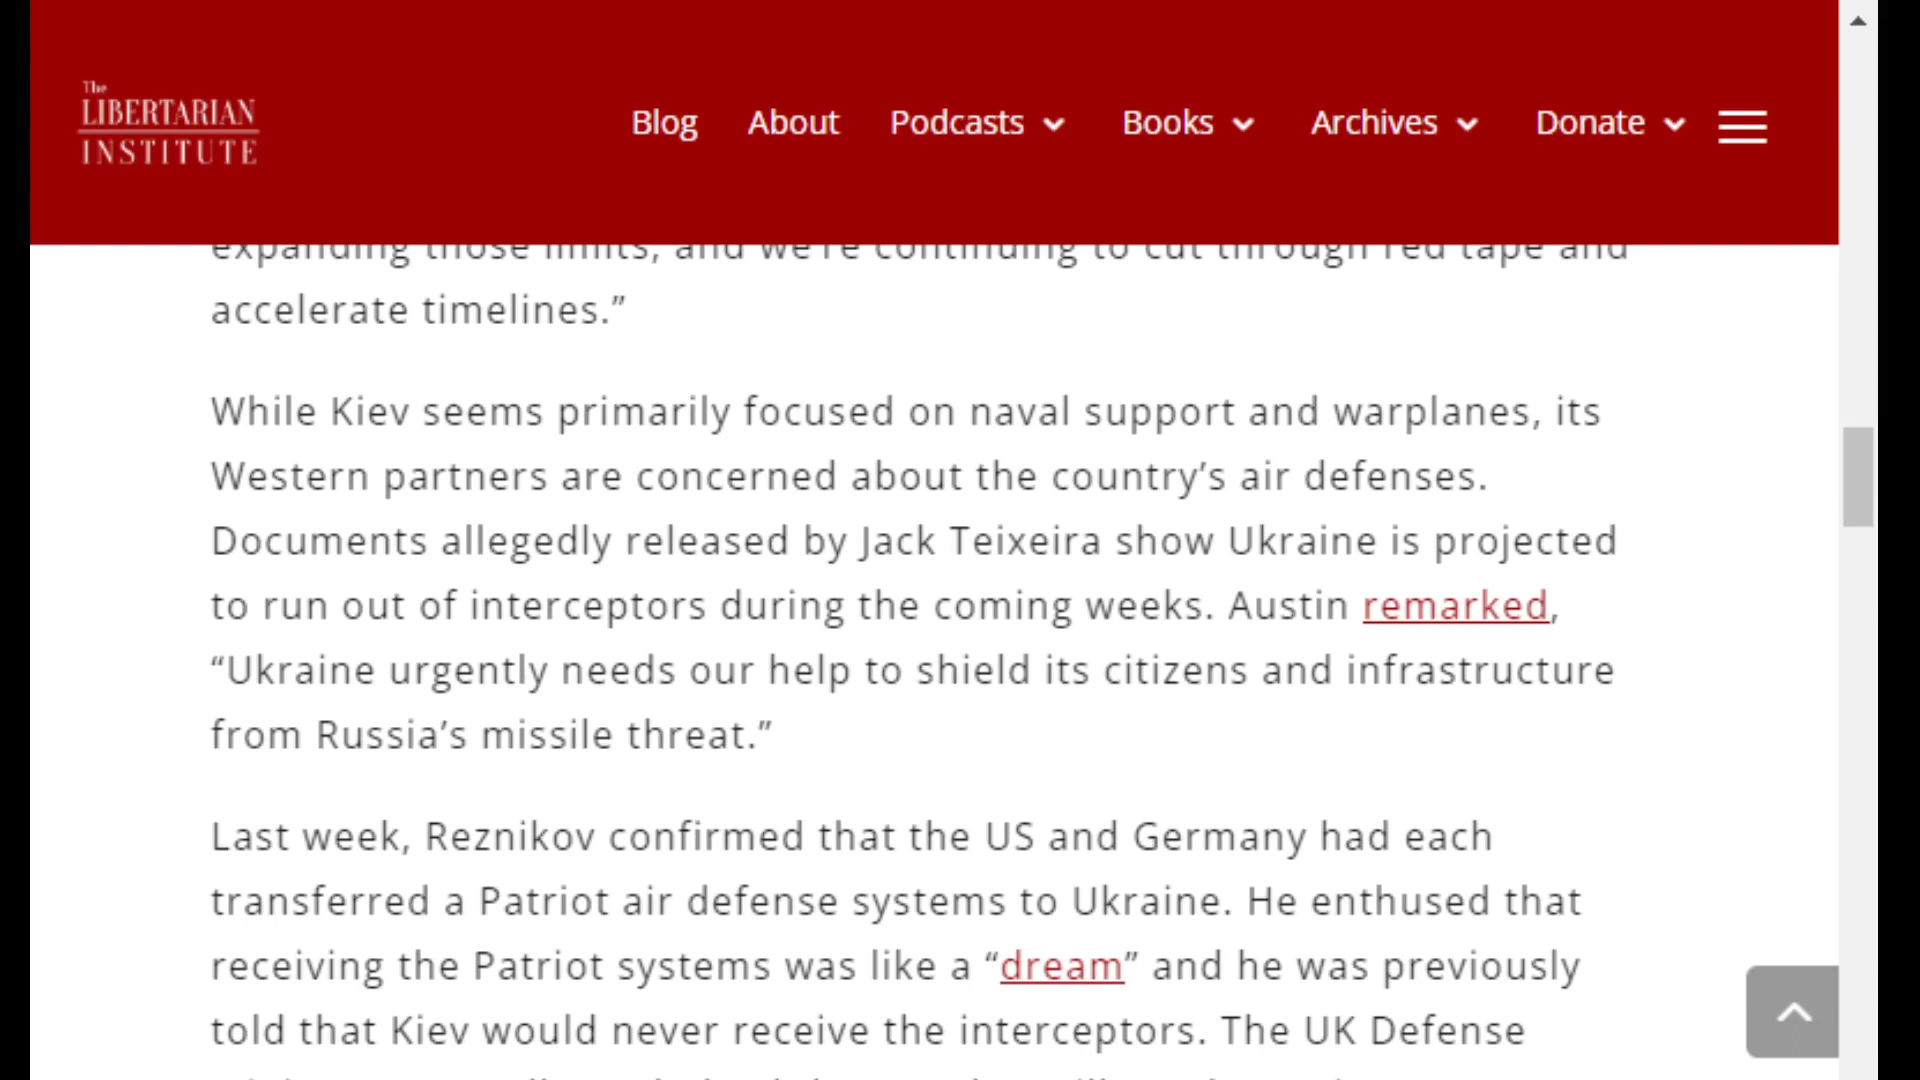 The
LIBERTARIAN
INSTITUTE
Blog About Podcasts Books Archives Donate
expanding those limits, and we're continuing to cut through red tape and
accelerate timelines.”
While Kiev seems primarily focused on naval support and warplanes, its
Western partners are concerned about the country’s air defenses.
Documents allegedly released by Jack Teixeira show Ukraine is projected
to run out of interceptors during the coming weeks. Austin remarked,
“Ukraine urgently needs our help to shield its citizens and infrastructure
from Russia’s missile threat.”
Last week, Reznikov confirmed that the US and Germany had each
transferred a Patriot air defense systems to Ukraine. He enthused that
receiving the Patriot systems was like a “dream” and he was previously
told that Kiev would never receive the interceptors. The UK Defense